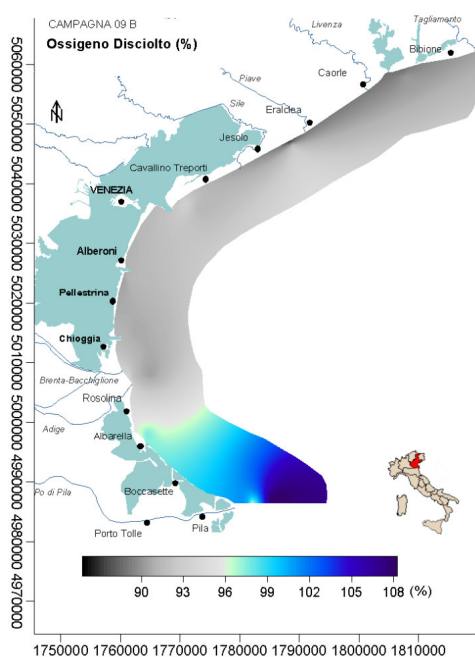 CAMPAGNA 09 B
Ossigeno Disciolto (%)
Tagliamento
Livenza
Bibione
Caorle
Piave
Eraclea
Sile
N
Jesolo
Cavallino Treporti
VENEZIA
Alberoni
Pellestrina
Chioggia
Brenta-Bacchiglione
Rosolina
Adige
Albarella
Po di Pila
Boccasette
Porto Tolle
Pila
90 93 96 99 102 105 108 (%)
5060000
5050000
5040000
5030000
5020000
5010000
5000000
4990000
4980000
4970000
1750000 1760000 1770000 1780000 1790000 1800000 1810000